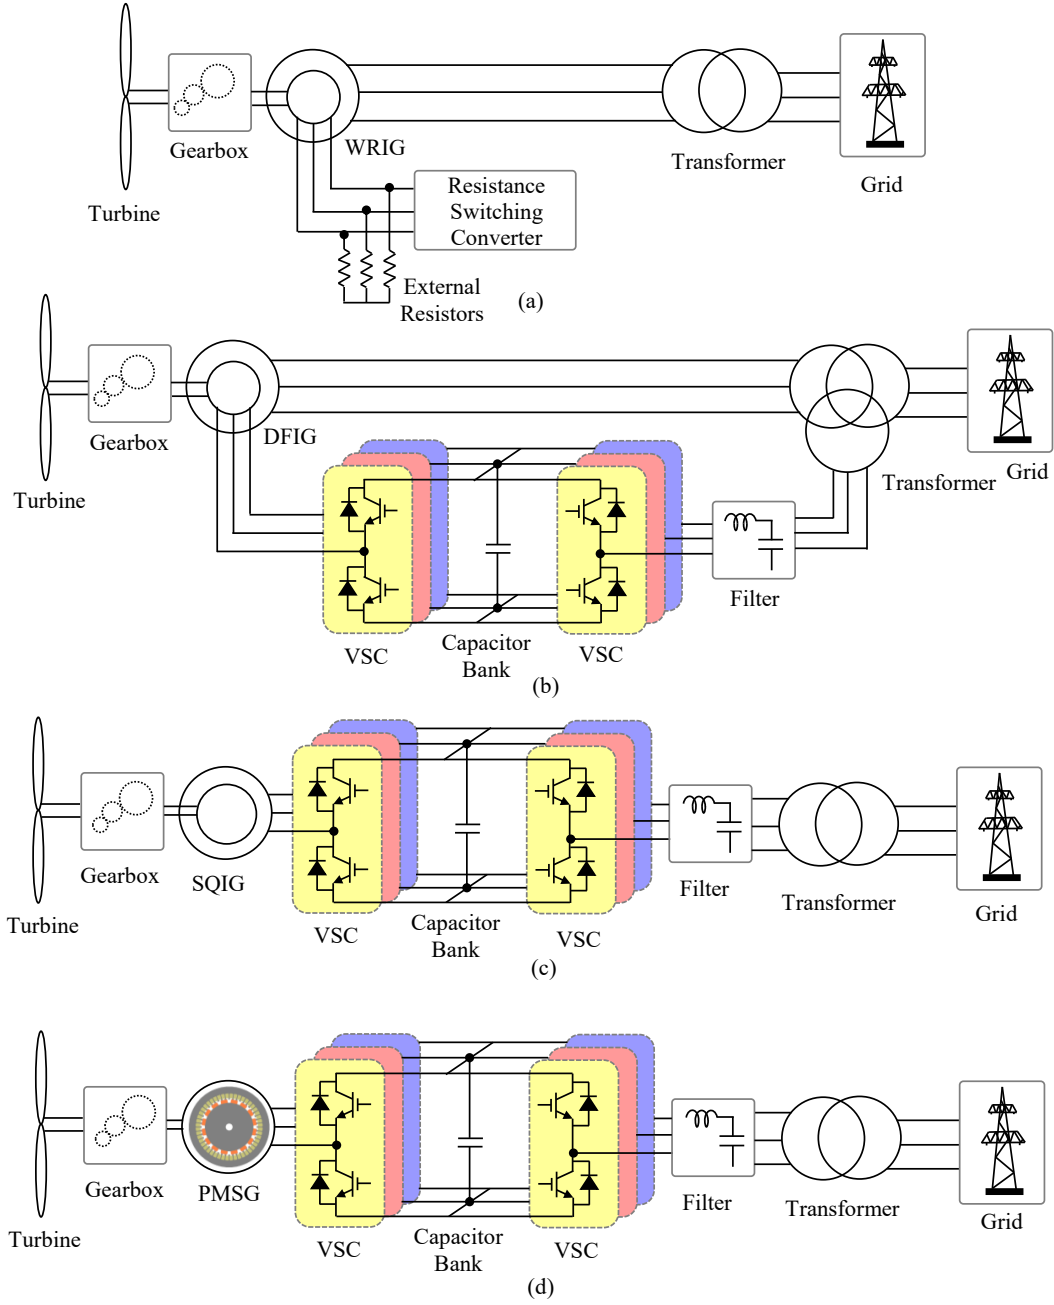 Gearbox
WRIG
Transformer
Grid
Turbine
Resistance
Switching
Converter
External
Resistors
(a)
Gearbox
DFIG
Transformer
Grid
Turbine
Filter
VSC
Capacitor
Bank
VSC
(b)
Gearbox
SQIG
Filter
Transformer
Grid
Turbine
VSC
Capacitor
Bank
VSC
(c)
Gearbox
PMSG
Filter
Transformer
Grid
Turbine
VSC
Capacitor
Bank
VSC
(d)